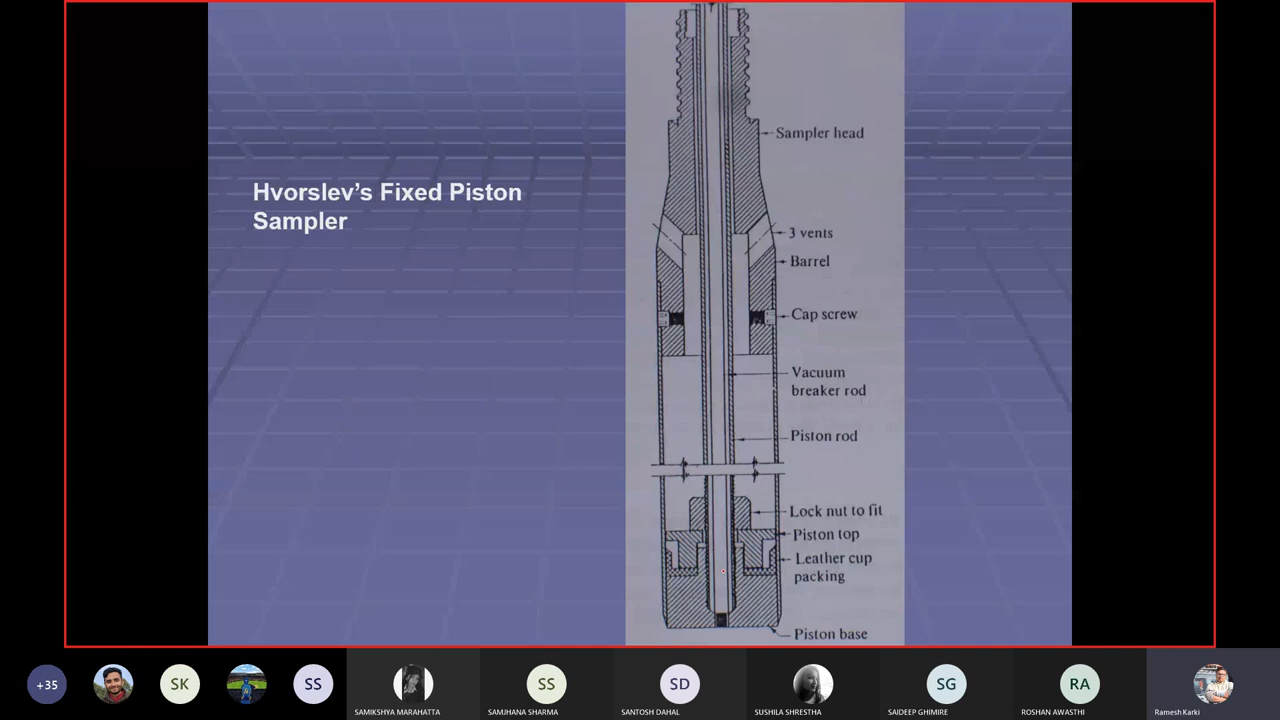 Hvorslev’s Fixed Piston
Sampler
Sampler head
3 vents
Barrel
Cap screw
Vacuum
breaker rod
Piston rod
Lock nut to fit
Piston top
Leather cup
packing
Piston base
+35
SK
SS
SS
SD
SG
RA
SAMIKSHYA MARAHATTA
SAMJHANA SHARMA
SANTOSH DAHAL
SUSHILA SHRESTHA
SAIDEEP GHIMIRE
ROSHAN AWASTHI
Ramesh Karki